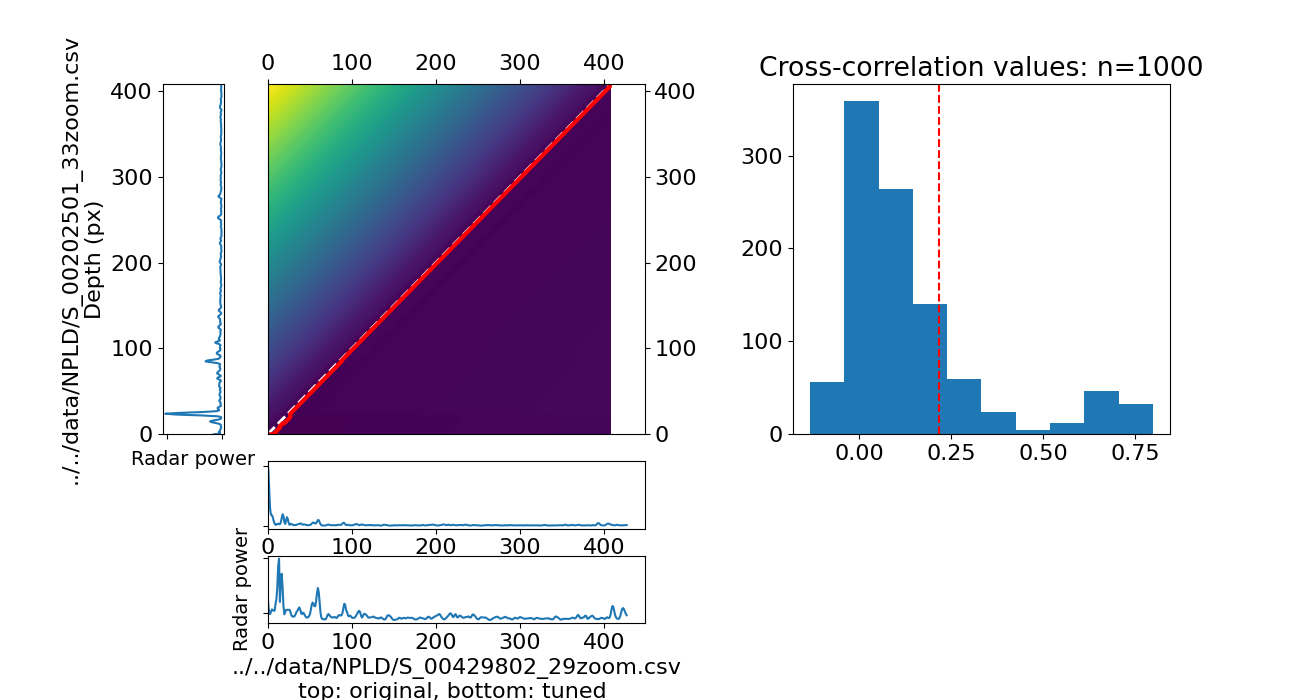 Cross-correlation values: n=1000
0 100 200 300 400
../../data/NPLD/S_00202501_33zoom.csv
Depth (px)
400
300
200
100
0
400
300
200
100
0
300
200
100
0
0.00 0.25 0.50 0.75
Radar power
0 100 200 300 400
Radar power
0 100 200 300 400
../../data/NPLD/S_00429802_29zoom.csv
top: original, bottom: tuned